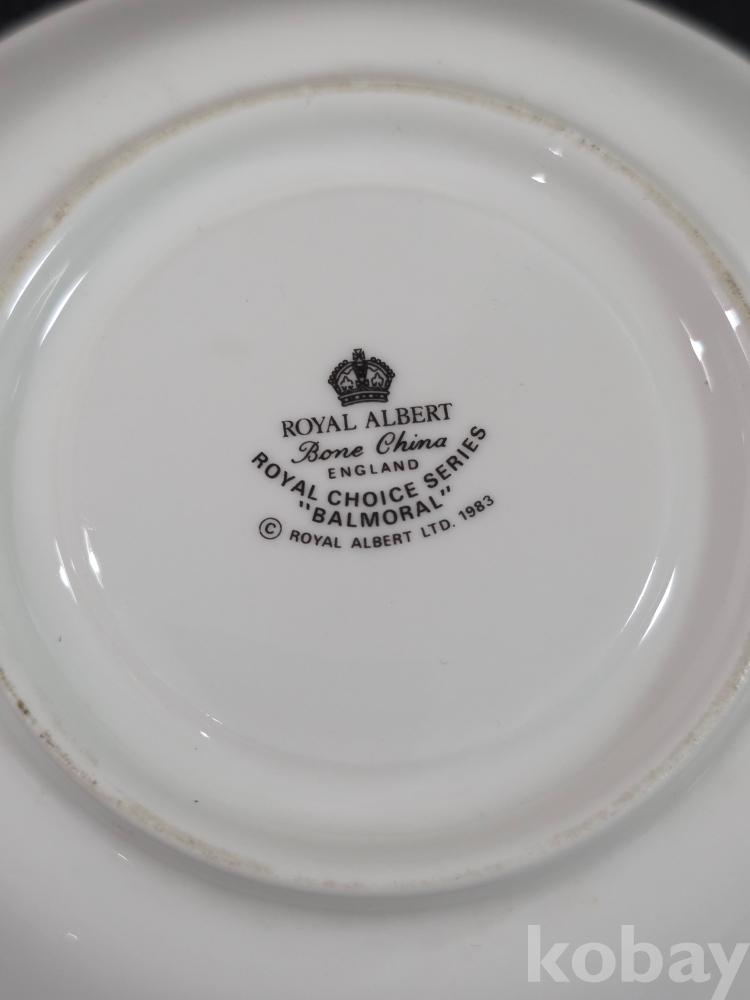 ROYAL ALBERT
Bone China
ENGLAND
ROYAL CHOICE SERIES
"BALMORAL"
© ROYAL ALBERT LTD. 1983
kobay